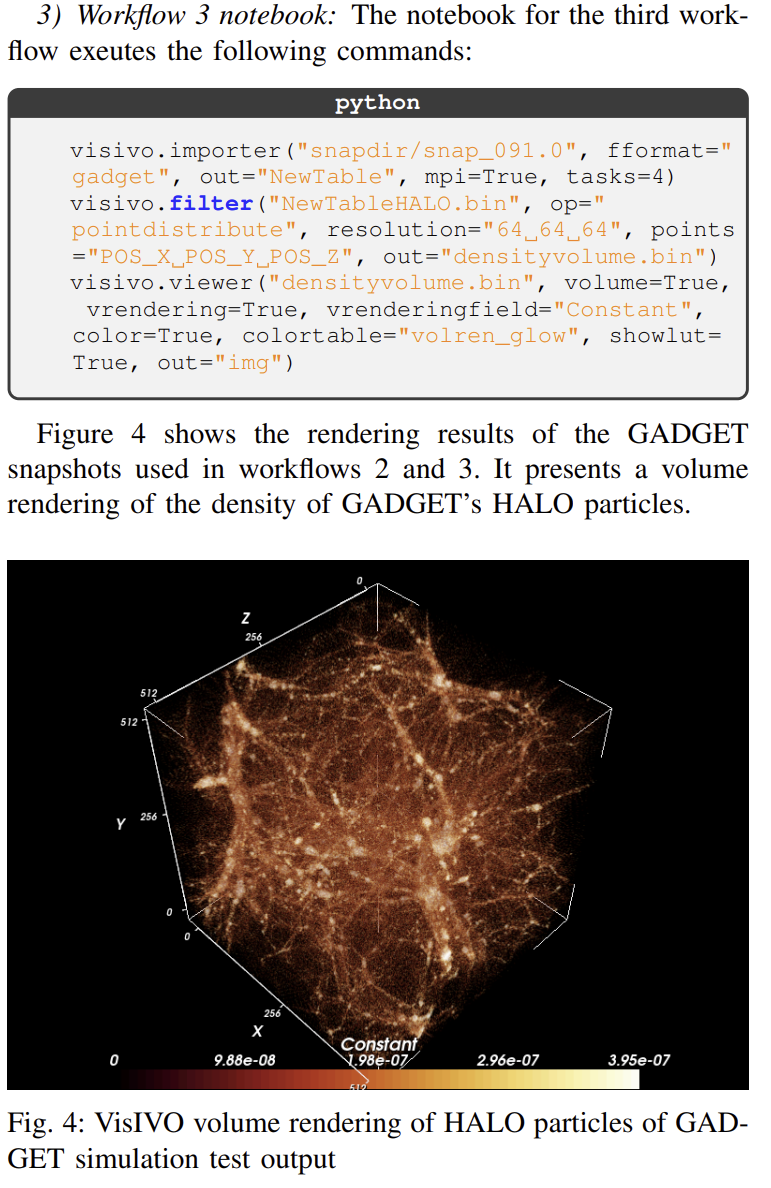 3) Workflow 3 notebook: The notebook for the third work-
flow exeutes the following commands:
python
visivo.importer("snapdir/snap_091.0", fformat="
gadget", out="NewTable", mpi=True, tasks=4)
visivo.filter("NewTableHALO.bin", op="
pointdistribute", resolution="64␣64␣64", points
="POS_X␣POS_Y␣POS_Z", out="densityvolume.bin")
visivo.viewer("densityvolume.bin", volume=True,
vrendering=True, vrenderingfield="Constant",
color=True, colortable="volren_glow", showlut=
True, out="img")
Figure 4 shows the rendering results of the GADGET
snapshots used in workflows 2 and 3. It presents a volume
rendering of the density of GADGET's HALO particles.
0
Z
256
512
512
Y 256
0
0
256
X
Constant
0 9.88e-08 1.98e-07 2.96e-07 3.95e-07
512
Fig. 4: VisIVO volume rendering of HALO particles of GAD-
GET simulation test output